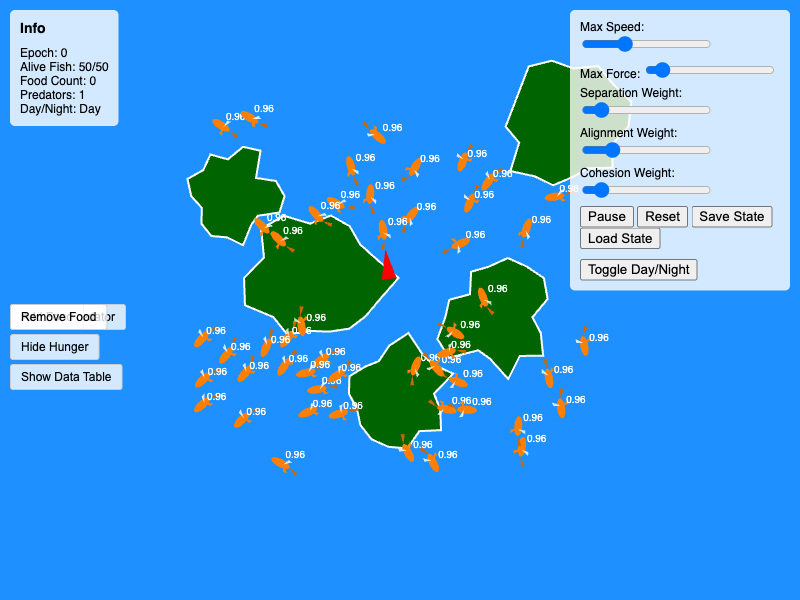 Info
Epoch: 0
Alive Fish: 50/50
Food Count: 0
Predators: 1
Day/Night: Day
Max Speed:
Max Force:
Separation Weight:
Alignment Weight:
Cohesion Weight:
Pause Reset Save State
Load State
Toggle Day/Night
0.96 0.96
0.96
0.96 0.96 0.96
0.96
0.96 0.96 0.96 0.96
0.96 0.96
0.96 0.96 0.96 0.96
0.96 0.96
0.96
Remove Food
0.96
0.96 0.96
0.96 0.96 0.96
Hide Hunger
0.96 0.96 0.96 0.96
0.96 0.96
Show Data Table
0.96 0.96 0.96 0.96 0.96 0.96
0.96
0.96 0.96 0.96 0.96 0.96 0.96
0.96 0.96
0.96 0.96
0.96 0.96